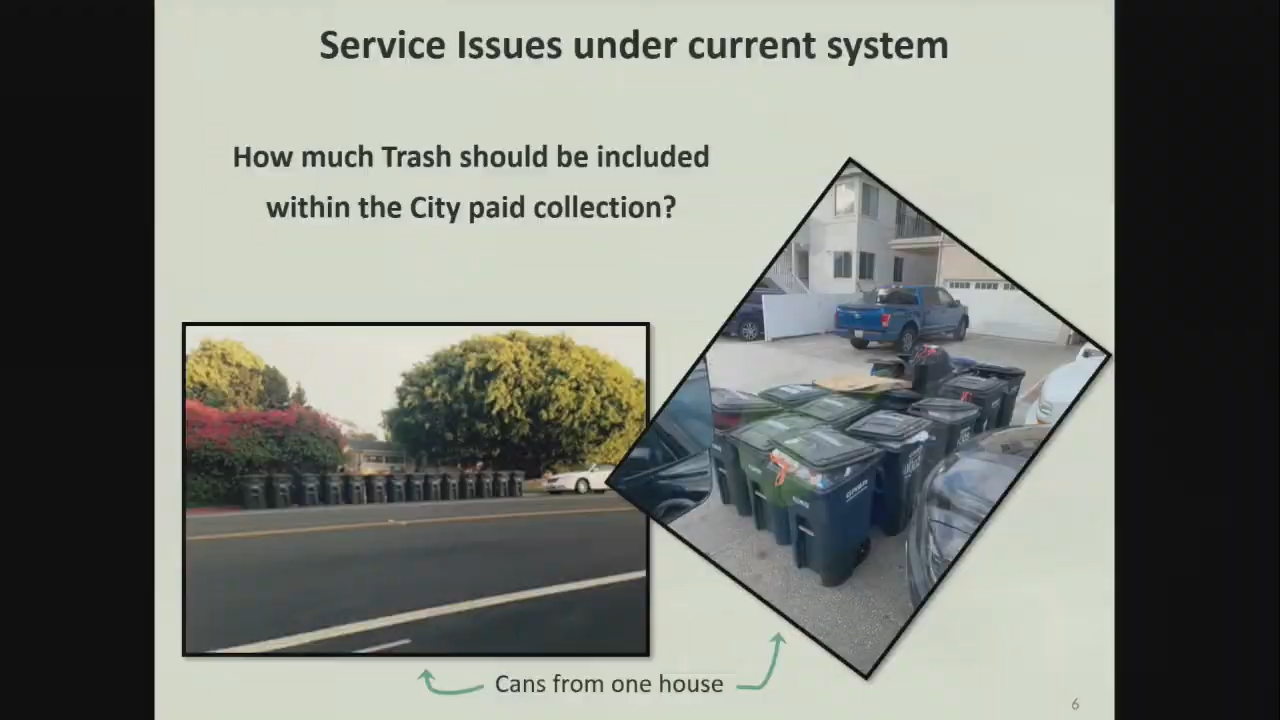 Service Issues under current system
How much Trash should be included
within the City paid collection?
Cans from one house
6